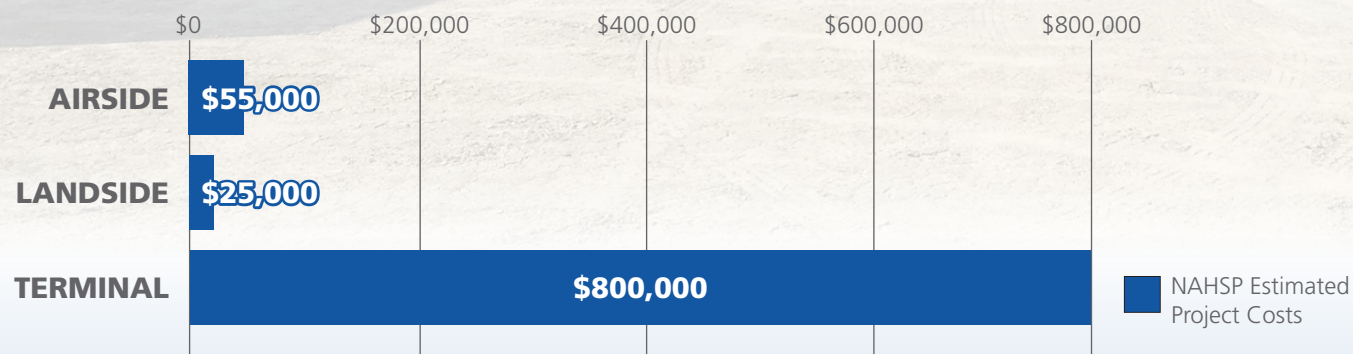 $0 $200,000 $400,000 $600,000 $800,000
AIRSIDE $55,000
LANDSIDE $25,000
TERMINAL $800,000
NAHSP Estimated
Project Costs